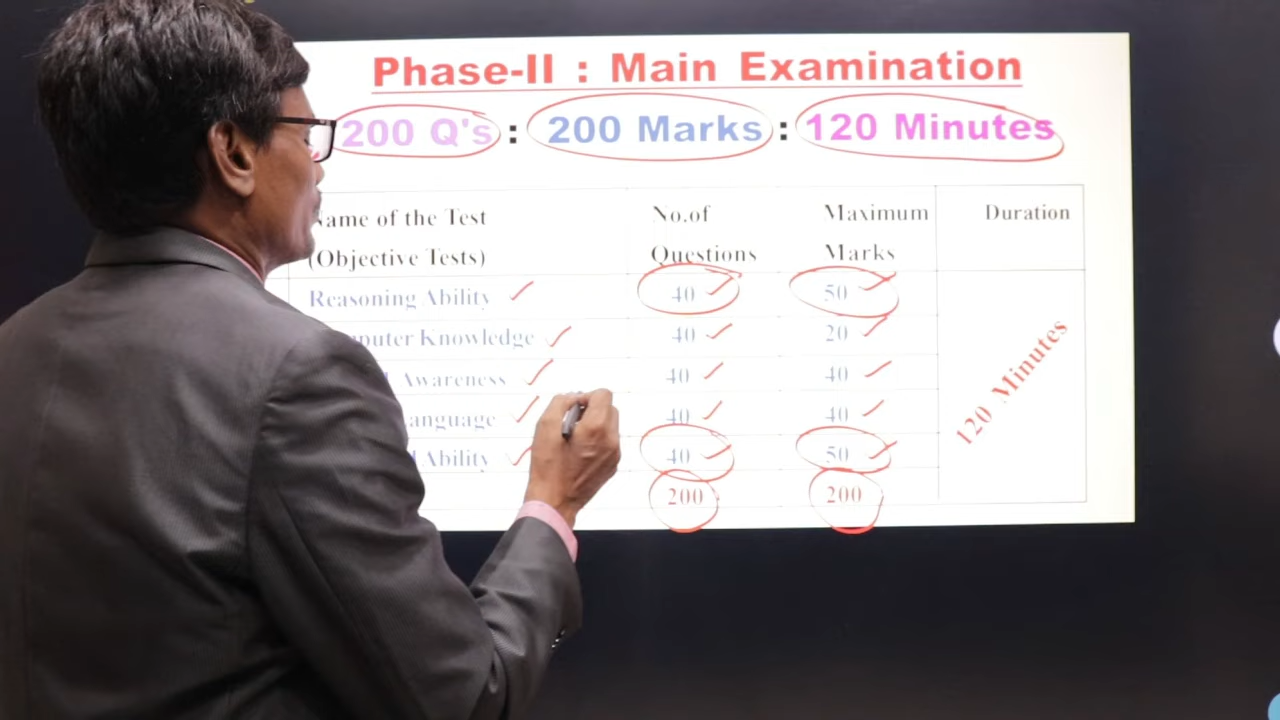 Phase-II : Main Examination
200 Q's : 200 Marks : 120 Minutes
Name of the Test No.of Maximum Duration
(Objective Tests) Questions Marks
Reasoning Ability 40 50
puter Knowledge 40 20
Awareness 40 40
anguage 40 40
Ability 40 50
200 200
120 Minutes